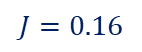 J = 0.16